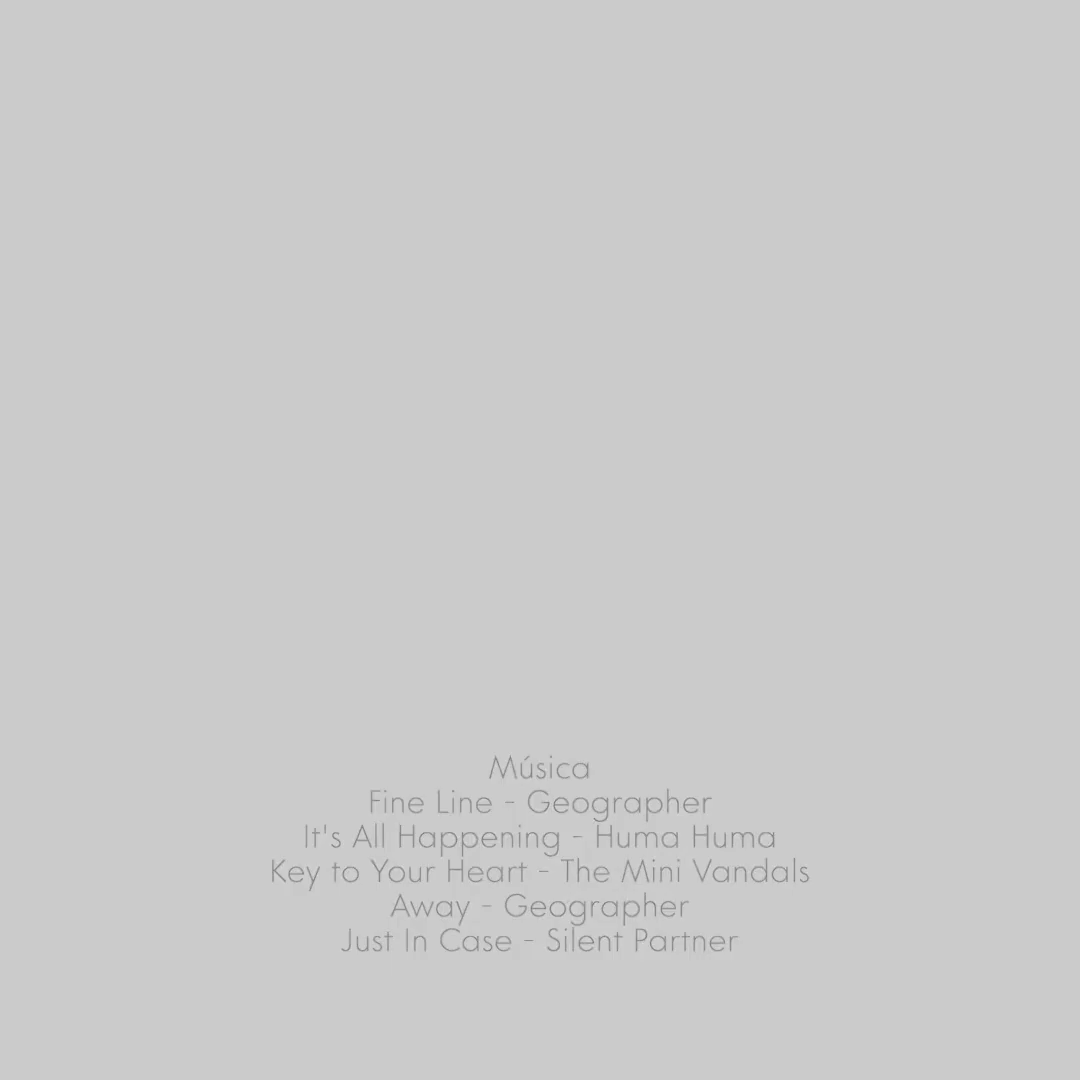 Música
Fine Line - Geographer
It's All Happening - Huma Huma
Key to Your Heart - The Mini Vandals
Away - Geographer
Just In Case - Silent Partner